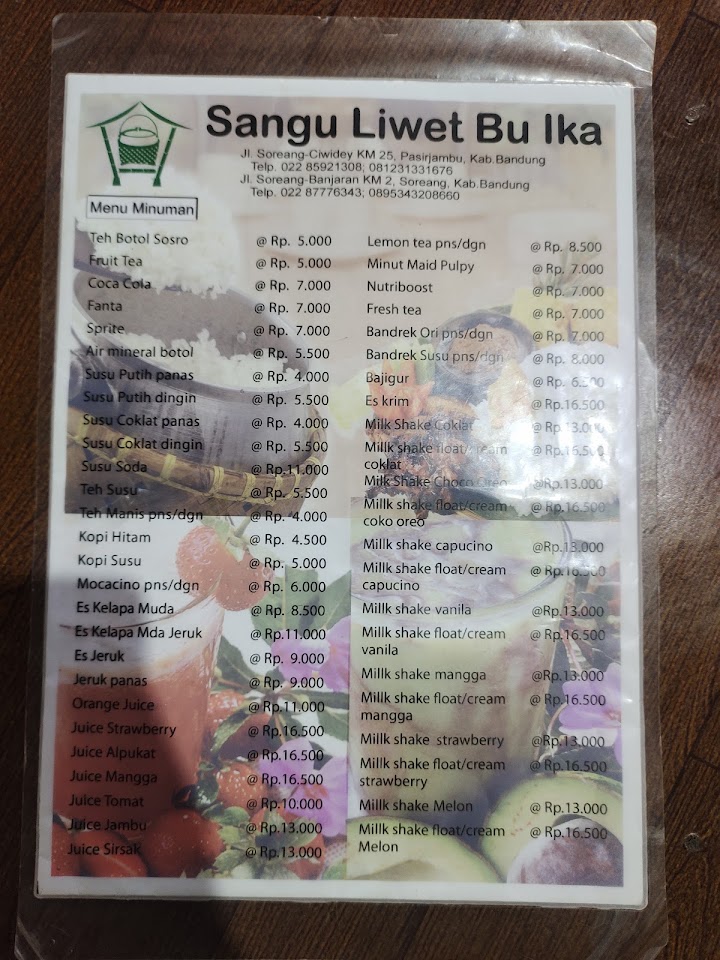 Sangu Liwet Bu Ika
Jl. Soreang-Ciwidey KM 25, Pasirjambu, Kab.Bandung
Telp. 022 85921308; 081231331676
Jl. Soreang-Banjaran KM 2, Soreang, Kab.Bandung
Telp. 022 87776343; 0895343208660
Menu Minuman
Teh Botol Sosro @ Rp. 5.000
Fruit Tea @ Rp. 5.000
Coca Cola @ Rp. 7.000
Fanta @ Rp. 7.000
Sprite @ Rp. 7.000
Air mineral botol @ Rp. 5.500
Susu Putih panas @ Rp. 4.000
Susu Putih dingin @ Rp. 5.500
Susu Coklat panas @ Rp. 4.000
Susu Coklat dingin @ Rp. 5.500
Susu Soda @ Rp.11.000
Teh Susu @ Rp. 5.500
Teh Manis pns/dgn @ Rp. 4.000
Kopi Hitam @ Rp. 4.500
Kopi Susu @ Rp. 5.000
Mocacino pns/dgn @ Rp. 6.000
Es Kelapa Muda @ Rp. 8.500
Es Kelapa Mda Jeruk @ Rp.11.000
Es Jeruk @ Rp. 9.000
Jeruk panas @ Rp. 9.000
Orange Juice @ Rp.11.000
Juice Strawberry @ Rp.16.500
Juice Alpukat @ Rp.16.500
Juice Mangga @ Rp.16.500
Juice Tomat @ Rp.10.000
Juice Jambu @ Rp.13.000
Juice Sirsak @ Rp.13.000
Lemon tea pns/dgn @ Rp. 8.500
Minut Maid Pulpy @ Rp. 7.000
Nutriboost @ Rp. 7.000
Fresh tea @ Rp. 7.000
Bandrek Ori pns/dgn @ Rp. 7.000
Bandrek Susu pns/dgn @ Rp. 8.000
Bajigur @ Rp. 6.500
Es krim @ Rp.16.500
Milk Shake Coklat @ Rp.13.000
Millk shake float/cream @ Rp.16.500
coklat
Milk Shake Choco Oreo @Rp.13.000
Millk shake float/cream @ Rp.16.500
coko oreo
Millk shake capucino @Rp.13.000
Millk shake float/cream @ Rp.16.500
capucino
Millk shake vanila @Rp.13.000
Millk shake float/cream @ Rp.16.500
vanila
Millk shake mangga @Rp.13.000
Millk shake float/cream @ Rp.16.500
mangga
Millk shake strawberry @Rp.13.000
Millk shake float/cream @ Rp.16.500
strawberry
Millk shake Melon @ Rp.13.000
Millk shake float/cream @ Rp.16.500
Melon